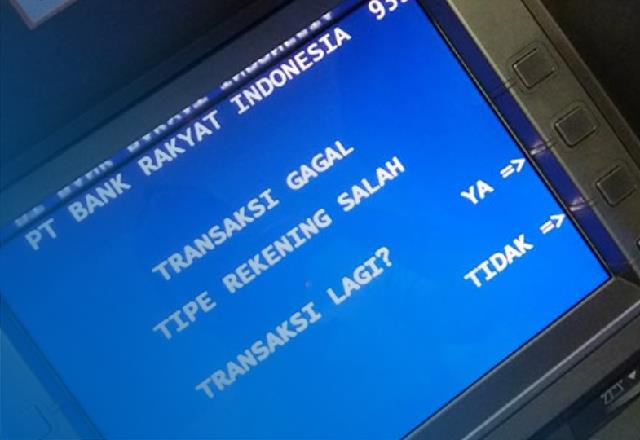 PT BANK RAKYAT INDONESIA
TRANSAKSI GAGAL
TIPE REKENING SALAH
YA =>
TRANSAKSI LAGI?
TIDAK =>